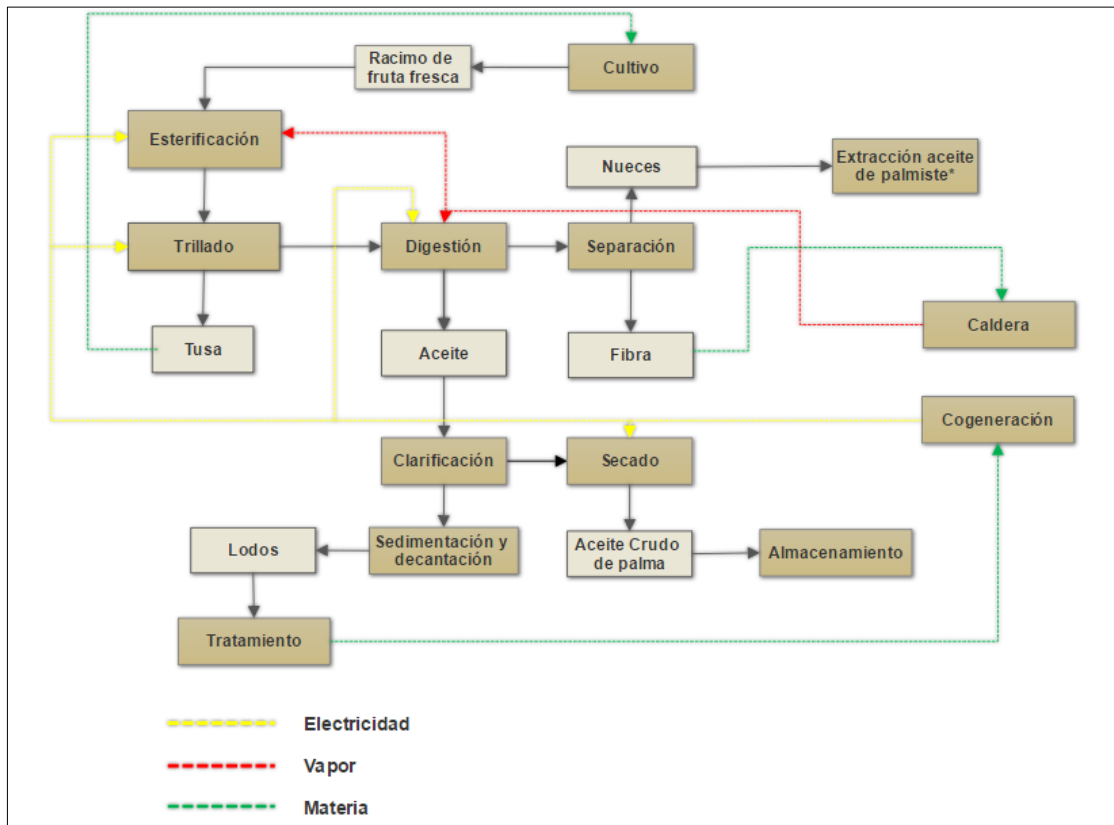 Racimo de
fruta fresca
Cultivo
Esterificación
Nueces
Extracción aceite
de palmiste*
Trillado
Digestión
Separación
Tusa
Aceite
Fibra
Caldera
Cogeneración
Clarificación
Secado
Lodos
Sedimentación y
decantación
Aceite Crudo
de palma
Almacenamiento
Tratamiento
Electricidad
Vapor
Materia